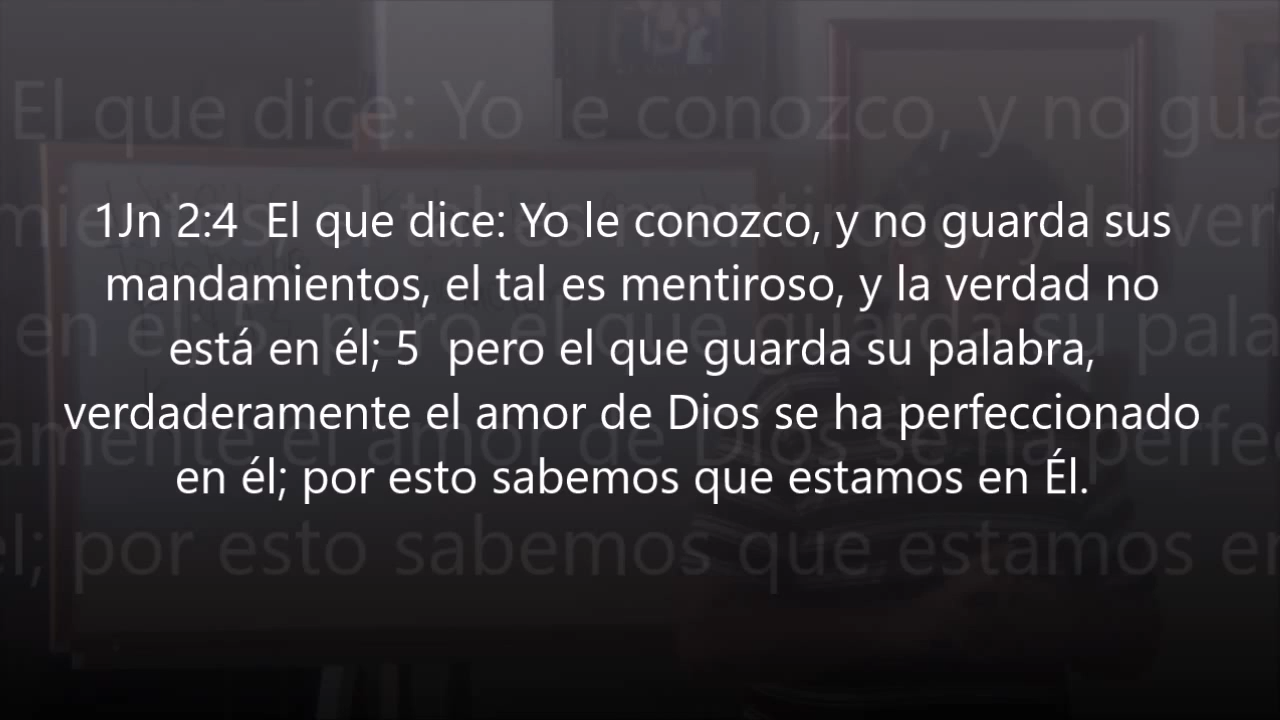 1Jn 2:4  El que dice: Yo le conozco, y no guarda sus
mandamientos, el tal es mentiroso, y la verdad no
está en él; 5  pero el que guarda su palabra,
verdaderamente el amor de Dios se ha perfeccionado
en él; por esto sabemos que estamos en Él.